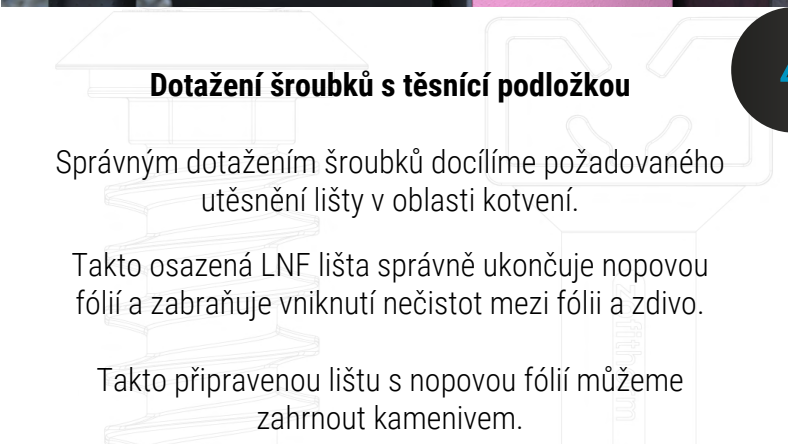 Dotažení šroubků s těsnící podložkou
Správným dotažením šroubků docílíme požadovaného
utěsnění lišty v oblasti kotvení.
Takto osazená LNF lišta správně ukončuje nopovou
fólií a zabraňuje vniknutí nečistot mezi fólii a zdivo.
Takto připravenou lištu s nopovou fólií můžeme
zahrnout kamenivem.